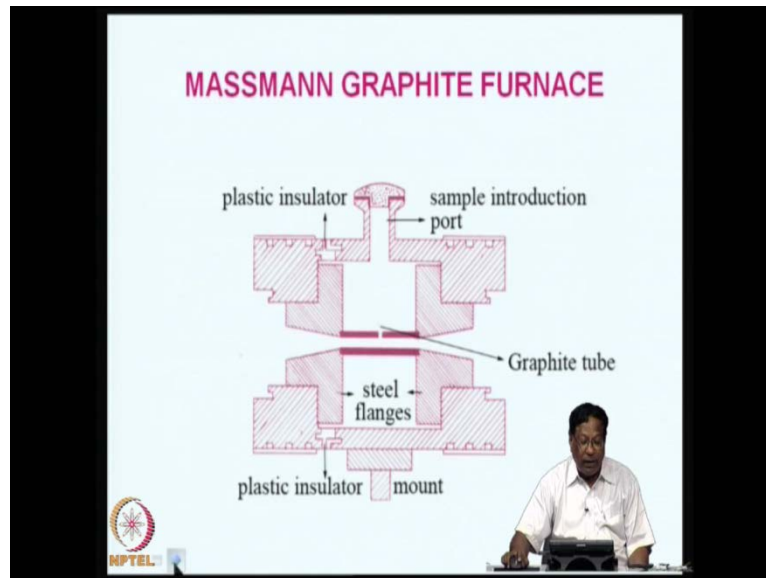 MASSMANN GRAPHITE FURNACE
plastic insulator
sample introduction
port
Graphite tube
steel
flanges
plastic insulator
mount
NPTEL